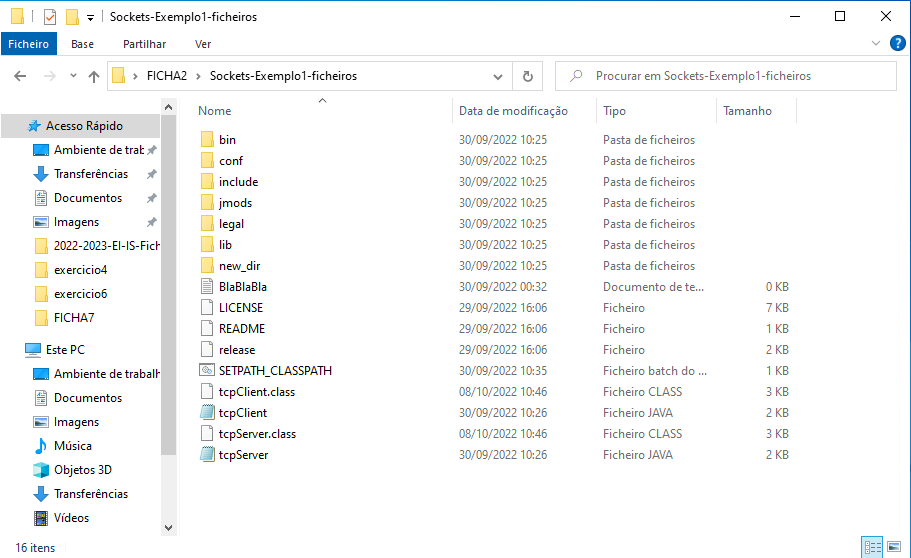 Sockets-Exemplo1-ficheiros
Ficheiro Base Partilhar Ver
FICHA2 Sockets-Exemplo1-ficheiros Procurar em Sockets-Exemplo1-ficheiros
Acesso Rápido
Ambiente de trab
Transferências
Documentos
Imagens
2022-2023-EI-IS-Fich
exercicio4
exercicio6
FICHA7
Este PC
Ambiente de trabalh
Documentos
Imagens
Música
Objetos 3D
Transferências
Vídeos
Nome Data de modificação Tipo Tamanho
bin 30/09/2022 10:25 Pasta de ficheiros
conf 30/09/2022 10:25 Pasta de ficheiros
include 30/09/2022 10:25 Pasta de ficheiros
jmods 30/09/2022 10:25 Pasta de ficheiros
legal 30/09/2022 10:25 Pasta de ficheiros
lib 30/09/2022 10:25 Pasta de ficheiros
new_dir 30/09/2022 10:25 Pasta de ficheiros
BlaBlaBla 30/09/2022 00:32 Documento de te... 0 KB
LICENSE 29/09/2022 16:06 Ficheiro 7 KB
README 29/09/2022 16:06 Ficheiro 1 KB
release 29/09/2022 16:06 Ficheiro 2 KB
SETPATH_CLASSPATH 30/09/2022 10:35 Ficheiro batch do ... 1 KB
tcpClient.class 08/10/2022 10:46 Ficheiro CLASS 3 KB
tcpClient 30/09/2022 10:26 Ficheiro JAVA 2 KB
tcpServer.class 08/10/2022 10:46 Ficheiro CLASS 3 KB
tcpServer 30/09/2022 10:26 Ficheiro JAVA 2 KB
16 itens